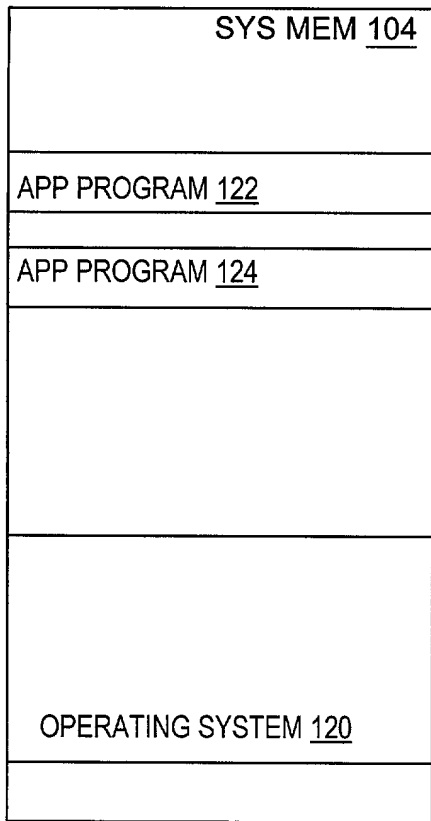 SYS MEM 104
APP PROGRAM 122
APP PROGRAM 124
OPERATING SYSTEM 120